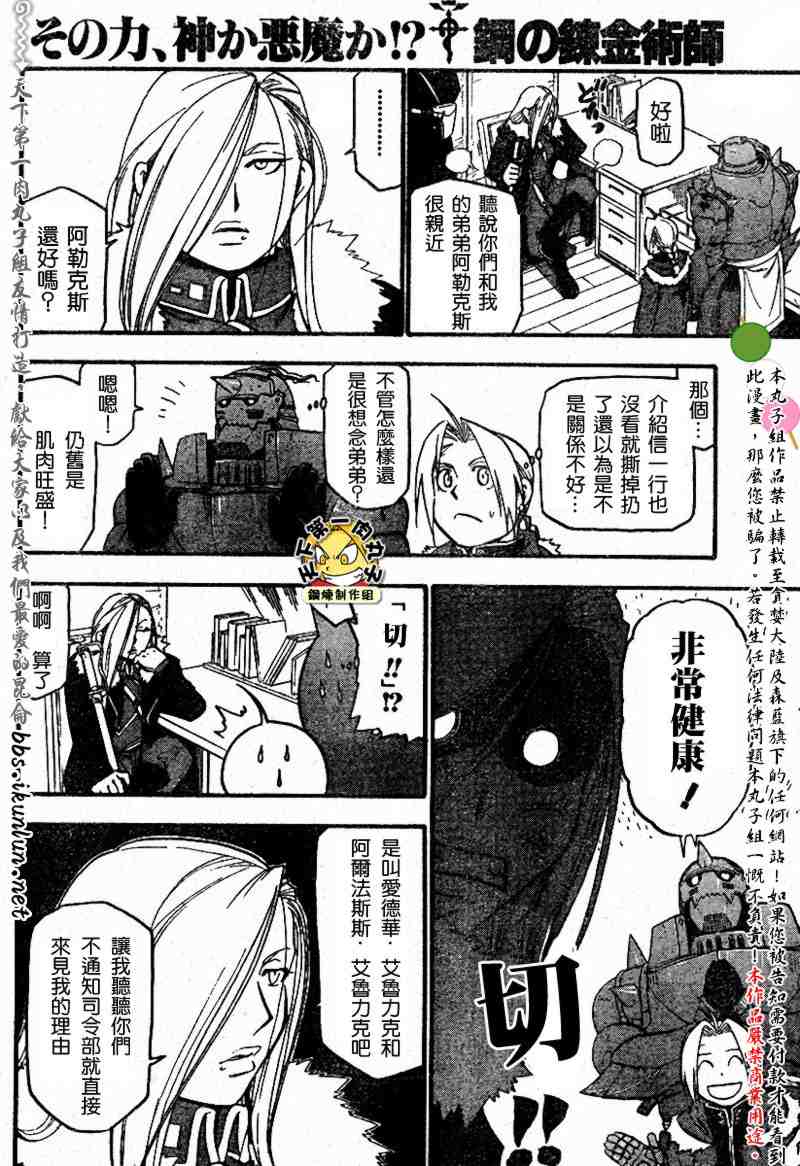 その力、神か悪魔か!?
鋼の錬金術師
好啦
聽說你們和我
的弟弟阿勒克斯
很親近
………
阿勒克斯
還好嗎?
那個…
介紹信一行也
沒看就撕掉扔
了還以為是不
是關係不好…
不管怎麼樣還
是很想念弟弟?
嗯嗯!
仍舊是
肌肉旺盛!
非常健康!
切!!
「切!!」!?
啊啊
算了
是叫愛德華·艾魯力克和
阿爾法斯斯·艾魯力克吧
讓我聽聽你們
不通知司令部就直接
來見我的理由
天下第一肉丸子
鋼煉制作組
天下第一肉丸子組友情打造…獻給大家以及我們最愛的昆侖-bbs.ikunlun.net
本丸子組作品禁止轉載至貪婪大陸及森藍旗下的任何網站!如果您被告知需要付款才能看到
此漫畫,那麼您被騙了。若發生任何法律問題本丸子組一慨不負責!本作品嚴禁商業用途。